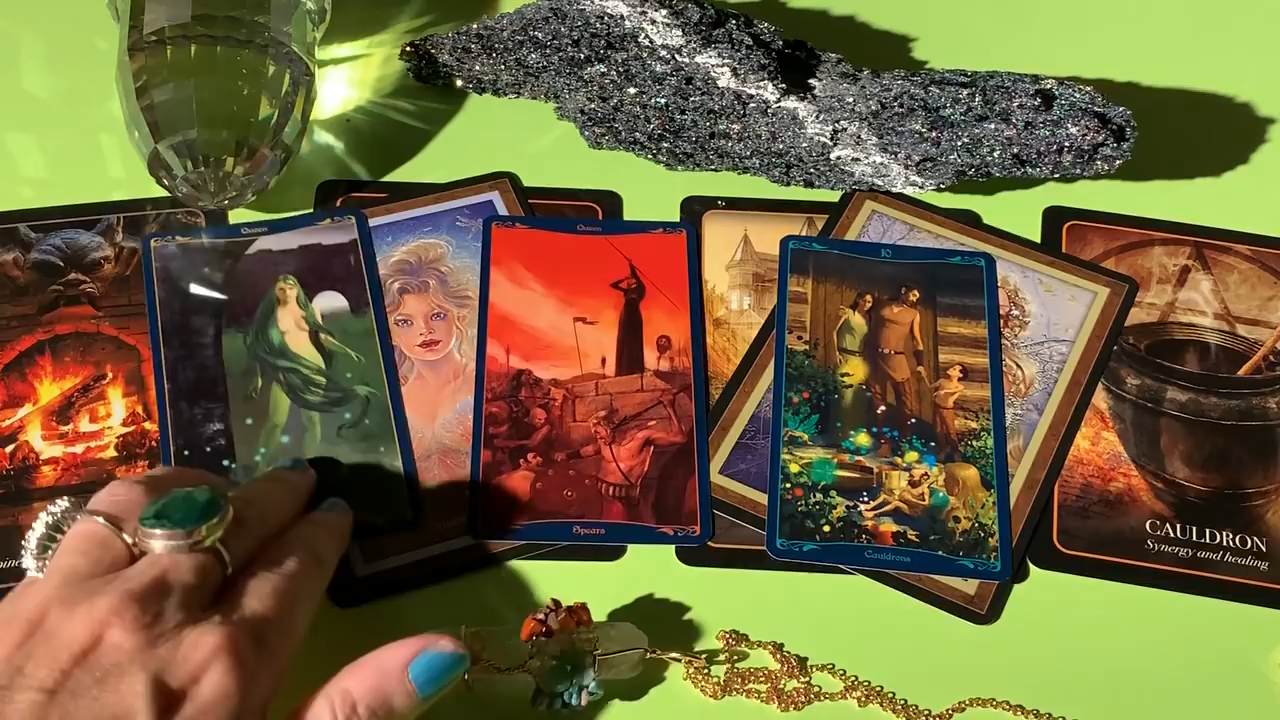 Queen
Queen
Spears
10
Cauldrons
CAULDRON
Synergy and healing